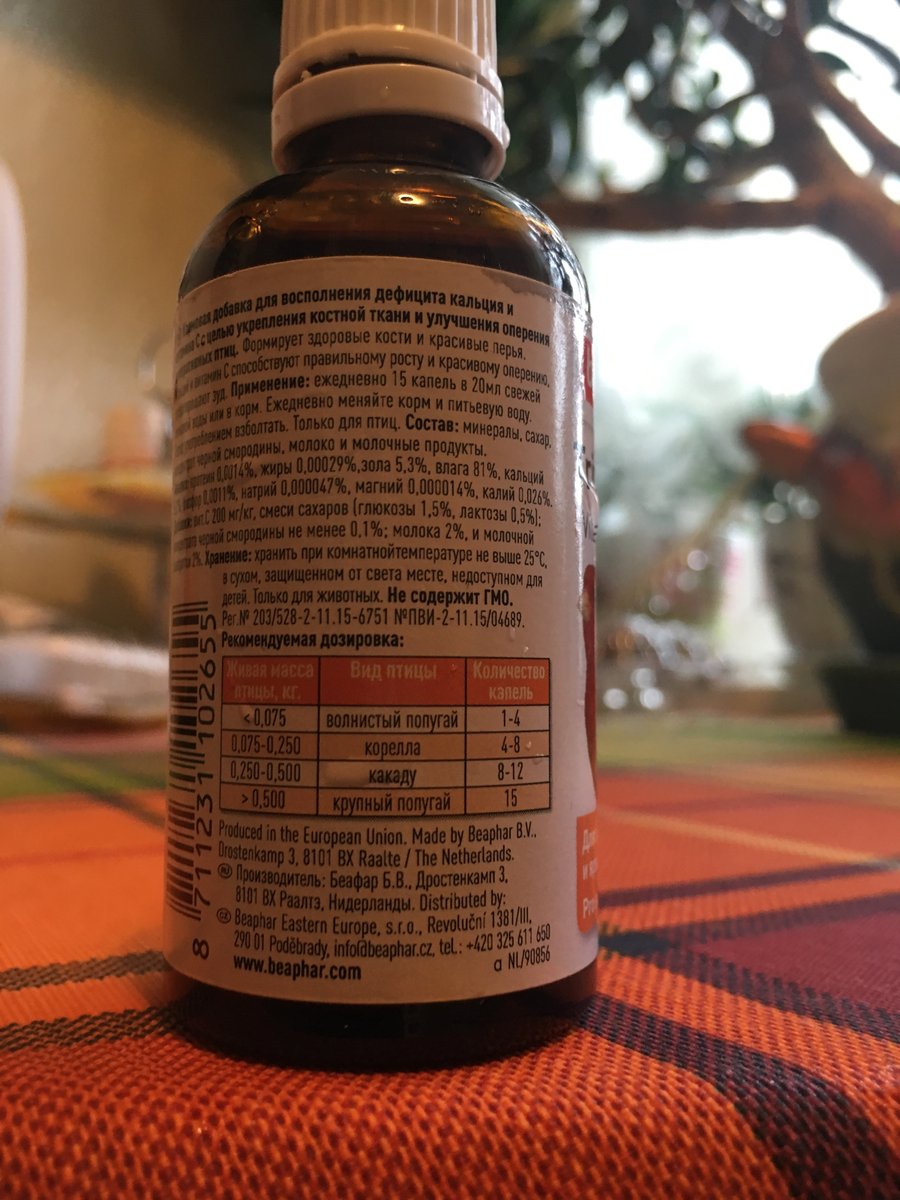 добавка для восполнения дефицита кальция и
С с целью укрепления костной ткани и улучшения оперения
птиц. Формирует здоровые кости и красивые перья.
и витамин С способствуют правильному росту и красивому оперению,
зуд. Применение: ежедневно 15 капель в 20мл свежей
воды или в корм. Ежедневно меняйте корм и питьевую воду.
употреблением взболтать. Только для птиц. Состав: минералы, сахар,
черной смородины, молоко и молочные продукты.
протеин 0,0014%, жиры 0,00029%,зола 5,3%, влага 81%, кальций
фосфор 0,0011%, натрий 0,000047%, магний 0,000014%, калий 0,026%.
вит.С 200 мг/кг, смеси сахаров (глюкозы 1,5%, лактозы 0,5%);
черной смородины не менее 0,1%; молока 2%, и молочной
2%. Хранение: хранить при комнатнойтемпературе не выше 25°С,
в сухом, защищенном от света месте, недоступном для
детей. Только для животных. Не содержит ГМО.
Рег.№ 203/528-2-11.15-6751 №ПВИ-2-11.15/04689.
Рекомендуемая дозировка:
Живая масса птицы, кг. Вид птицы Количество капель
< 0,075 волнистый попугай 1-4
0,075-0,250 корелла 4-8
0,250-0,500 какаду 8-12
> 0,500 крупный попугай 15
Produced in the European Union. Made by Beaphar B.V.,
Drostenkamp 3, 8101 BX Raalte / The Netherlands.
RU Производитель: Беафар Б.В., Дростенкамп 3,
8101 ВХ Раалтэ, Нидерланды. Distributed by:
CZ Beaphar Eastern Europe, s.r.o., Revoluční 1381/III,
290 01 Poděbrady, info@beaphar.cz, tel.: +420 325 611 650
www.beaphar.com
α NL/90856
8 711231 102655